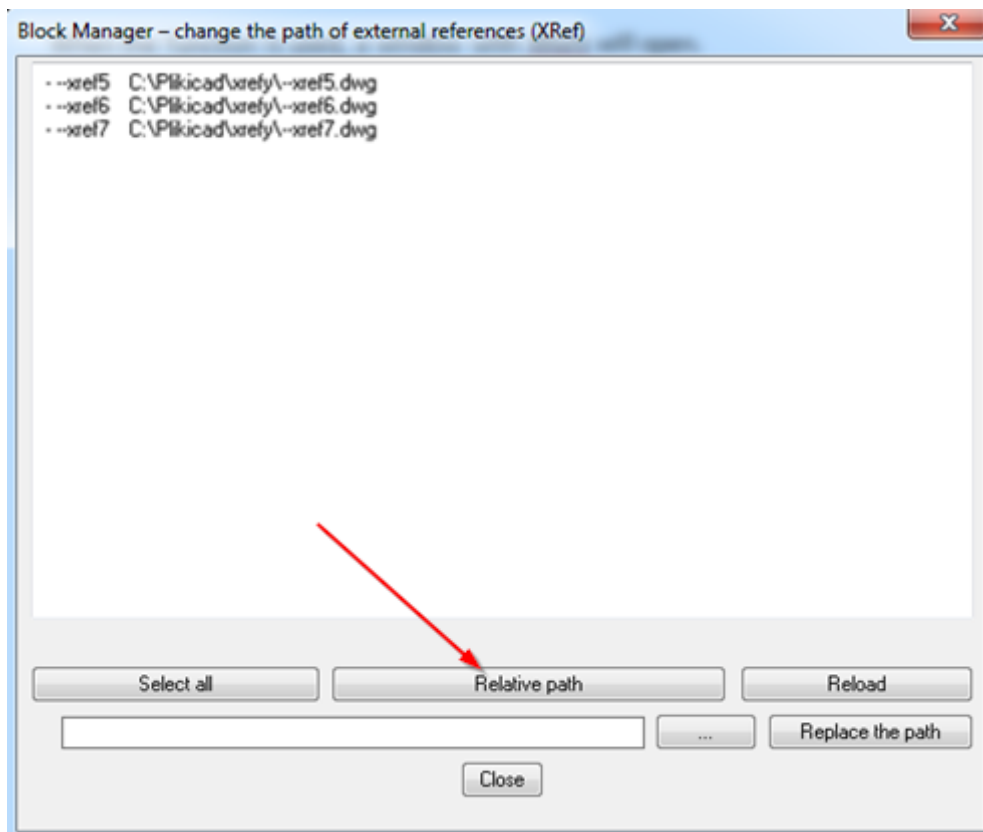 Block Manager – change the path of external references (XRef)
- --xref5 C:\Plikicad\xrefy\--xref5.dwg
- --xref6 C:\Plikicad\xrefy\--xref6.dwg
- --xref7 C:\Plikicad\xrefy\--xref7.dwg
Select all Relative path Reload
... Replace the path
Close